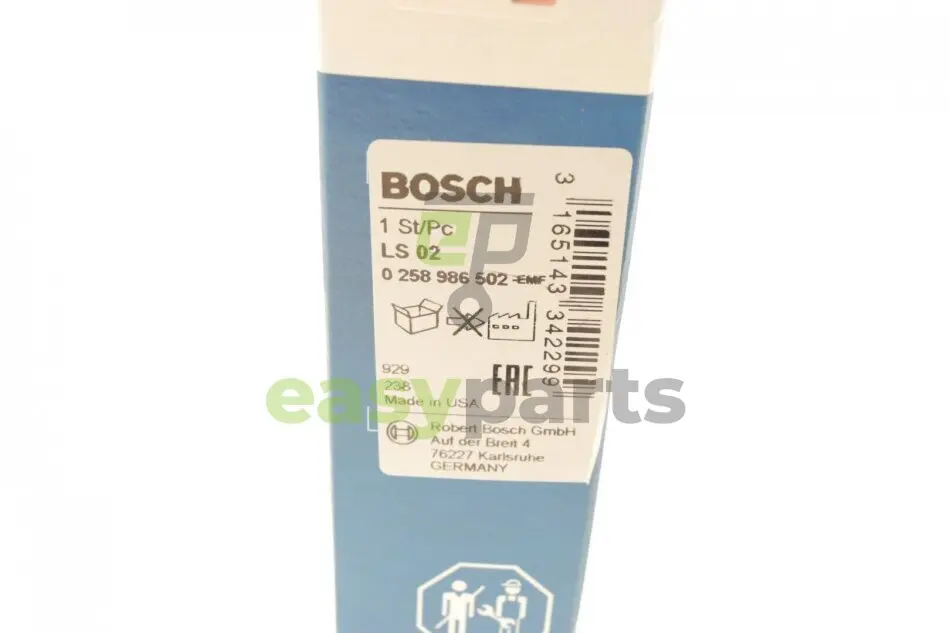 BOSCH
1 St/Pc
LS 02
0 258 986 502 EMF
929
238
EAC
Made in USA
Robert Bosch GmbH
Auf der Breit 4
76227 Karlsruhe
GERMANY
3 165143 342299
ep
easyparts